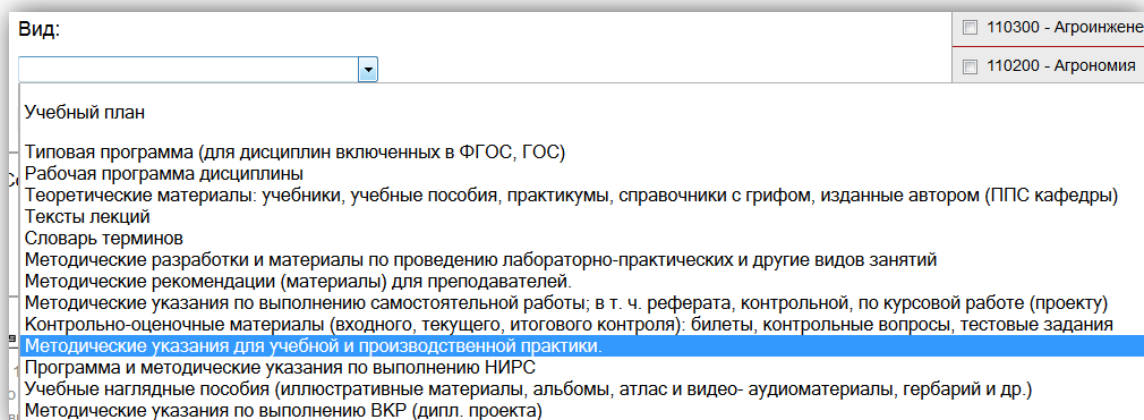 Вид:
110300 - Агроинжене
110200 - Агрономия
Учебный план
Типовая программа (для дисциплин включенных в ФГОС, ГОС)
Рабочая программа дисциплины
Теоретические материалы: учебники, учебные пособия, практикумы, справочники с грифом, изданные автором (ППС кафедры)
Тексты лекций
Словарь терминов
Методические разработки и материалы по проведению лабораторно-практических и другие видов занятий
Методические рекомендации (материалы) для преподавателей.
Методические указания по выполнению самостоятельной работы; в т. ч. реферата, контрольной, по курсовой работе (проекту)
Контрольно-оценочные материалы (входного, текущего, итогового контроля): билеты, контрольные вопросы, тестовые задания
Методические указания для учебной и производственной практики.
Программа и методические указания по выполнению НИРС
Учебные наглядные пособия (иллюстративные материалы, альбомы, атлас и видео- аудиоматериалы, гербарий и др.)
Методические указания по выполнению ВКР (дипл. проекта)